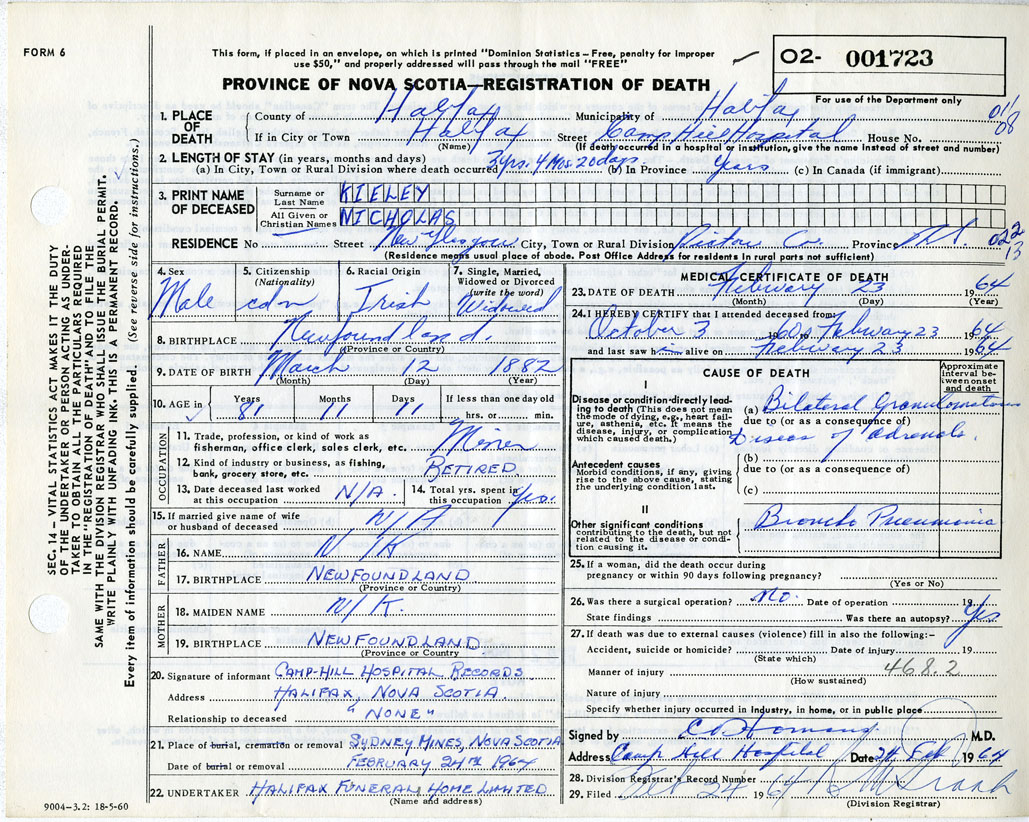 FORM 6
This form, if placed in an envelope, on which is printed "Dominion Statistics – Free, penalty for improper
use $50," and properly addressed will pass through the mail "FREE"
02- 001723
PROVINCE OF NOVA SCOTIA—REGISTRATION OF DEATH
For use of the Department only
1. PLACE OF DEATH
County of Halifax Municipality of Halifax
If in City or Town Halifax Street Camp Hill Hospital House No.
(Name) (If death occurred in a hospital or institution, give the name instead of street and number)
2. LENGTH OF STAY (in years, months and days)
(a) In City, Town or Rural Division where death occurred 3 yrs. 4 Mos. 20 days (b) In Province years (c) In Canada (if immigrant)
3. PRINT NAME OF DECEASED
Surname or Last Name KIELEY
All Given or Christian Names NICHOLAS
RESIDENCE No Street New Glasgow City, Town or Rural Division Pictou Co. Province N.S. 022 13
(Residence means usual place of abode. Post Office Address for residents in rural parts not sufficient)
4. Sex Male
5. Citizenship (Nationality) cdn
6. Racial Origin Irish
7. Single, Married, Widowed or Divorced (write the word) Widowed
8. BIRTHPLACE Newfoundland.
(Province or Country)
9. DATE OF BIRTH March 12 1882
(Month) (Day) (Year)
10. AGE in Years 81 Months 11 Days 11 If less than one day old hrs. or min.
OCCUPATION
11. Trade, profession, or kind of work as
fisherman, office clerk, sales clerk, etc. Miner
12. Kind of industry or business, as fishing,
bank, grocery store, etc. RETIRED
13. Date deceased last worked
at this occupation N/A.
14. Total yrs. spent in
this occupation Yrs.
15. If married give name of wife
or husband of deceased N/A
FATHER
16. NAME N/K
17. BIRTHPLACE NEWFOUNDLAND
(Province or Country)
MOTHER
18. MAIDEN NAME N/K.
19. BIRTHPLACE NEWFOUNDLAND.
(Province or Country
20. Signature of informant CAMP-HILL HOSPITAL RECORDS
Address HALIFAX, NOVA SCOTIA
Relationship to deceased "NONE"
21. Place of burial, cremation or removal SYDNEY MINES, NOVA SCOTIA
Date of burial or removal FEBRUARY 24TH 1964
22. UNDERTAKER HALIFAX FUNERAL HOME LIMITED
(Name and address)
9004–3.2: 18-5-60
MEDICAL CERTIFICATE OF DEATH
23. DATE OF DEATH February 23 1964
(Month) (Day) (Year)
24. I HEREBY CERTIFY that I attended deceased from:
October 3 1960 to February 23 1964
and last saw him alive on February 23 1964
CAUSE OF DEATH
Approximate interval between onset and death
I
Disease or condition directly leading to death (This does not mean the mode of dying, e.g., heart failure, asthenia, etc. It means the disease, injury, or complication which caused death.)
(a) Bilateral Granulomatous
due to (or as a consequence of)
Disease of adrenals.
Antecedent causes
Morbid conditions, if any, giving rise to the above cause, stating the underlying condition last.
(b)
due to (or as a consequence of)
(c)
II
Other significant conditions
contributing to the death, but not related to the disease or condition causing it.
Broncho Pneumonia
25. If a woman, did the death occur during
pregnancy or within 90 days following pregnancy?
(Yes or No)
26. Was there a surgical operation? No. Date of operation 19
State findings Was there an autopsy? Yes
27. If death was due to external causes (violence) fill in also the following:–
Accident, suicide or homicide? Date of injury 19
(State which)
Manner of injury 468.2
(How sustained)
Nature of injury
Specify whether injury occurred in industry, in home, or in public place
Signed by M.D.
Address Camp Hill Hospital Date 24 Feb 1964
28. Division Registrar's Record Number
29. Filed Feb 24 1964
(Division Registrar)
SEC. 14 – VITAL STATISTICS ACT MAKES IT THE DUTY
OF THE UNDERTAKER OR PERSON ACTING AS UNDER-
TAKER TO OBTAIN ALL THE PARTICULARS REQUIRED
IN THE "REGISTRATION OF DEATH" AND TO FILE THE
SAME WITH THE DIVISION REGISTRAR WHO SHALL ISSUE THE BURIAL PERMIT.
WRITE PLAINLY WITH UNFADING INK. THIS IS A PERMANENT RECORD.
Every item of information should be carefully supplied. (See reverse side for instructions.)